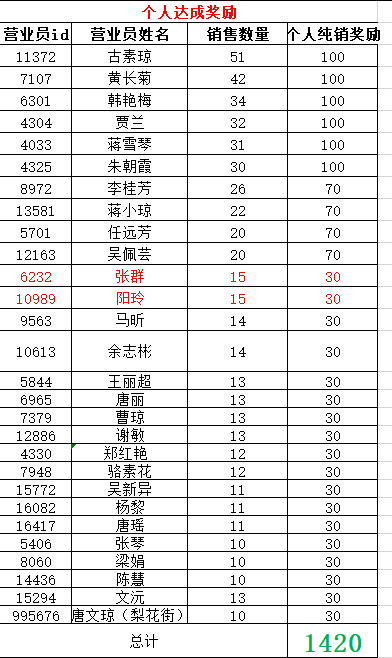 个人达成奖励
营业员id 营业员姓名 销售数量 个人纯销奖励
11372 古素琼 51 100
7107 黄长菊 42 100
6301 韩艳梅 34 100
4304 贾兰 32 100
4033 蒋雪琴 31 100
4325 朱朝霞 30 100
8972 李桂芳 26 70
13581 蒋小琼 22 70
5701 任远芳 20 70
12163 吴佩芸 20 70
6232 张群 15 30
10989 阳玲 15 30
9563 马昕 14 30
10613 余志彬 14 30
5844 王丽超 13 30
6965 唐丽 13 30
7379 曹琼 13 30
12886 谢敏 13 30
4330 郑红艳 12 30
7948 骆素花 12 30
15772 吴新异 11 30
16082 杨黎 11 30
16417 唐瑶 11 30
5406 张琴 10 30
8060 梁娟 10 30
14436 陈慧 10 30
15294 文沅 13 30
995676 唐文琼（梨花街） 10 30
总计 1420